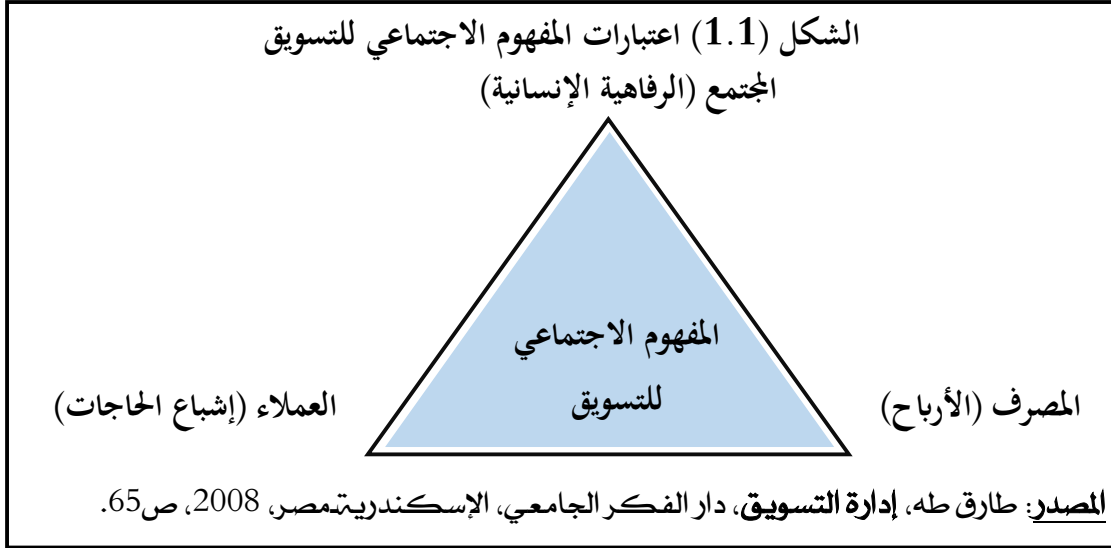 الشكل (1.1) اعتبارات المفهوم الاجتماعي للتسويق
المجتمع (الرفاهية الإنسانية)
المفهوم الاجتماعي
للتسويق
المصرف (الأرباح)
العملاء (إشباع الحاجات)
المصدر: طارق طه، إدارة التسويق، دار الفكر الجامعي، الإسكندرية-مصر، 2008، ص65.